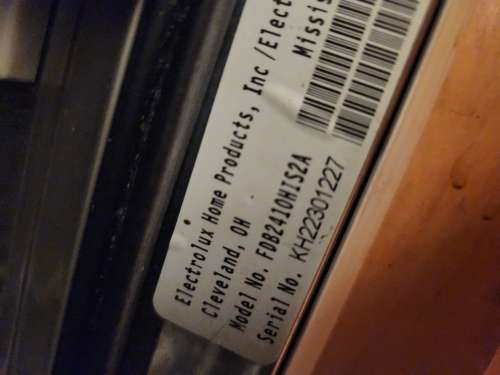 Electrolux Home Products, Inc /Elect
Cleveland, OH Missis
Model No. FDB2410HIS2A
Serial No. KH22301227